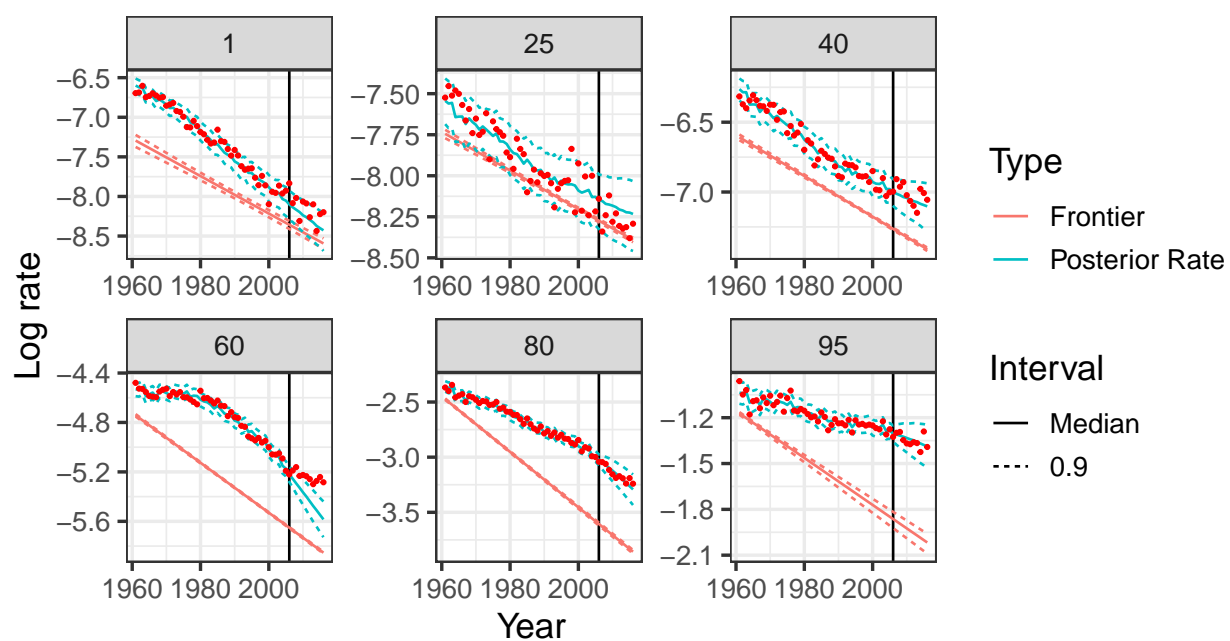 1
25
40
−6.5
−7.0
−7.5
−8.0
−8.5
−7.50
−7.75
−8.00
−8.25
−8.50
−6.5
−7.0
1960 1980 2000
1960 1980 2000
1960 1980 2000
60
80
95
−4.4
−4.8
−5.2
−5.6
−2.5
−3.0
−3.5
−1.2
−1.5
−1.8
−2.1
1960 1980 2000
1960 1980 2000
1960 1980 2000
Year
Log rate
Type
Frontier
Posterior Rate
Interval
Median
0.9